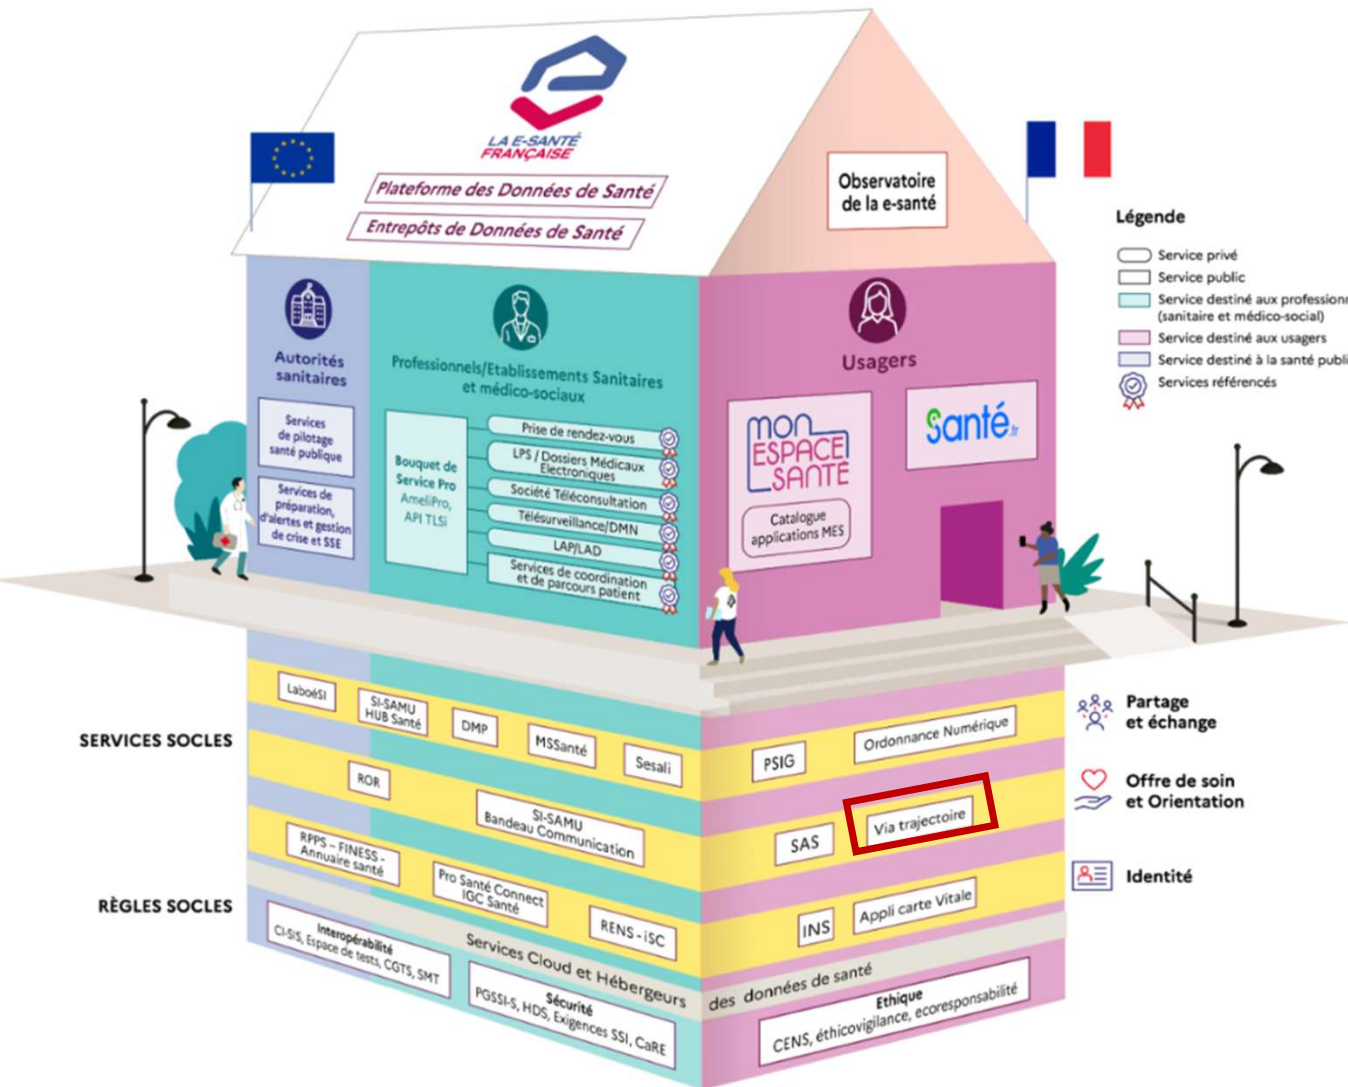 LA E-SANTÉ
FRANÇAISE
Plateforme des Données de Santé
Entrepôts de Données de Santé
Observatoire
de la e-santé
Légende
Service privé
Service public
Service destiné aux professionn
(sanitaire et médico-social)
Service destiné aux usagers
Service destiné à la santé publi
Services référencés
Autorités
sanitaires
Services
de pilotage
santé publique
Services de
préparation,
d'alertes et gestion
de crise et SSE
Professionnels/Etablissements Sanitaires
et médico-sociaux
Bouquet de
Service Pro
AmeliPro,
API TLSi
Prise de rendez-vous
LPS / Dossiers Médicaux
Electroniques
Société Téléconsultation
Télésurveillance/DMN
LAP/LAD
Services de coordination
et de parcours patient
Usagers
mon
ESPACE
SANTÉ
Catalogue
applications MES
Santé.fr
SERVICES SOCLES
LaboéSI
SI-SAMU
HUB Santé
DMP
MSSanté
Sesali
PSIG
Ordonnance Numérique
Partage
et échange
ROR
SI-SAMU
Bandeau Communication
SAS
Via trajectoire
Offre de soin
et Orientation
RPPS – FINESS -
Annuaire santé
Pro Santé Connect
IGC Santé
RENS - iSC
INS
Appli carte Vitale
Identité
RÈGLES SOCLES
Services Cloud et Hébergeurs des données de santé
Interopérabilité
CI-SIS, Espace de tests, CGTS, SMT
Sécurité
PGSSI-S, HDS, Exigences SSI, CaRE
Ethique
CENS, éthicovigilance, ecoresponsabilité